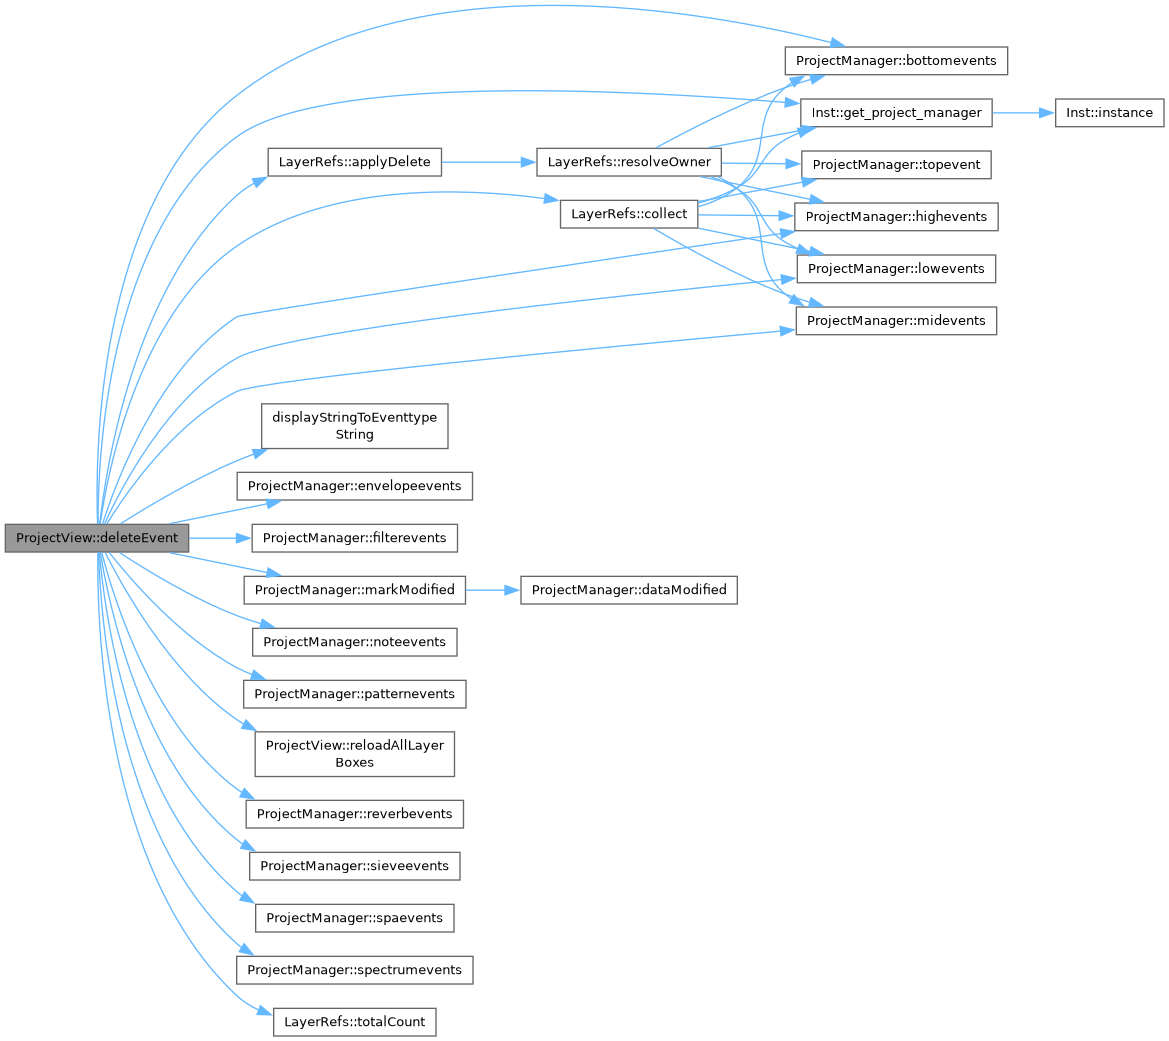 ProjectManager::bottomevents
Inst::get_project_manager
Inst::instance
LayerRefs::applyDelete
LayerRefs::resolveOwner
ProjectManager::topevent
LayerRefs::collect
ProjectManager::highevents
ProjectManager::lowevents
ProjectManager::midevents
displayStringToEventtype
String
ProjectManager::envelopeevents
ProjectView::deleteEvent
ProjectManager::filterevents
ProjectManager::markModified
ProjectManager::dataModified
ProjectManager::noteevents
ProjectManager::patternevents
ProjectView::reloadAllLayer
Boxes
ProjectManager::reverbevents
ProjectManager::sieveevents
ProjectManager::spaevents
ProjectManager::spectrumevents
LayerRefs::totalCount